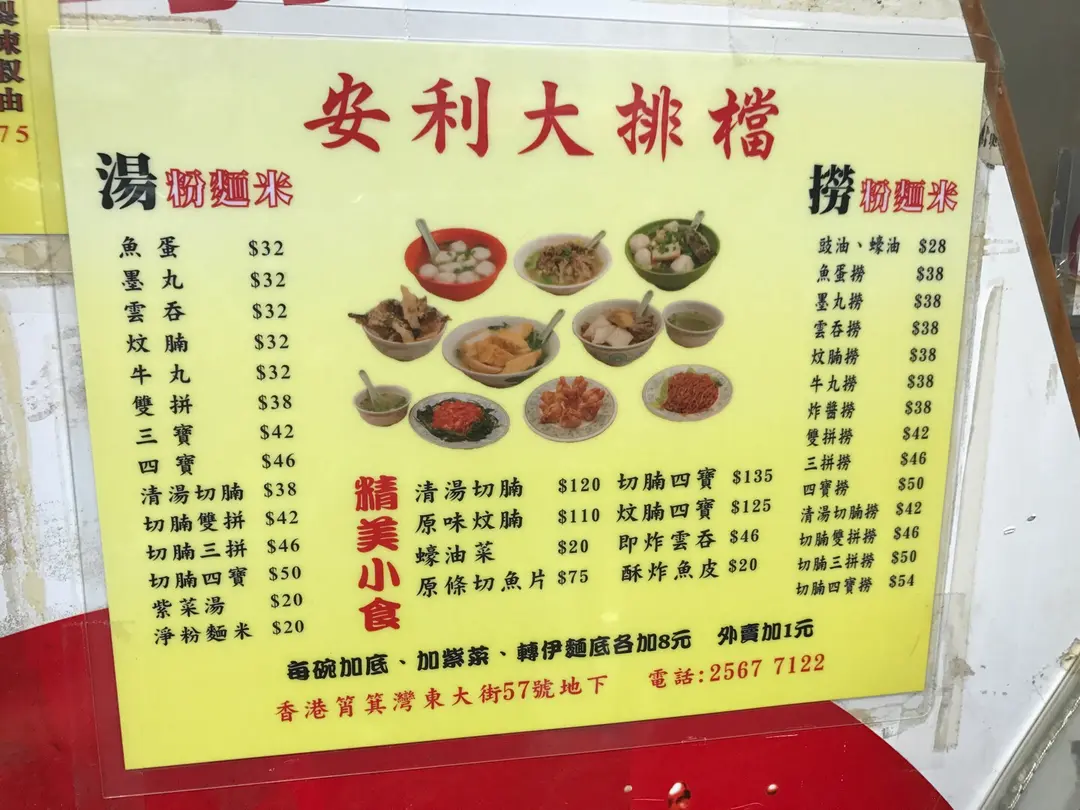 安利大排檔
湯粉麵米
魚蛋 $32
墨丸 $32
雲吞 $32
炆腩 $32
牛丸 $32
雙拼 $38
三寶 $42
四寶 $46
清湯切腩 $38
切腩雙拼 $42
切腩三拼 $46
切腩四寶 $50
紫菜湯 $20
淨粉麵米 $20
撈粉麵米
豉油、蠔油 $28
魚蛋撈 $38
墨丸撈 $38
雲吞撈 $38
炆腩撈 $38
牛丸撈 $38
炸醬撈 $38
雙拼撈 $42
三拼撈 $46
四寶撈 $50
清湯切腩撈 $42
切腩雙拼撈 $46
切腩三拼撈 $50
切腩四寶撈 $54
精美小食
清湯切腩 $120
原味炆腩 $110
蠔油菜 $20
原條切魚片 $75
切腩四寶 $135
炆腩四寶 $125
即炸雲吞 $46
酥炸魚皮 $20
每碗加底、加紫菜、轉伊麵底各加8元 外賣加1元
香港筲箕灣東大街57號地下 電話:2567 7122
辣椒油
75